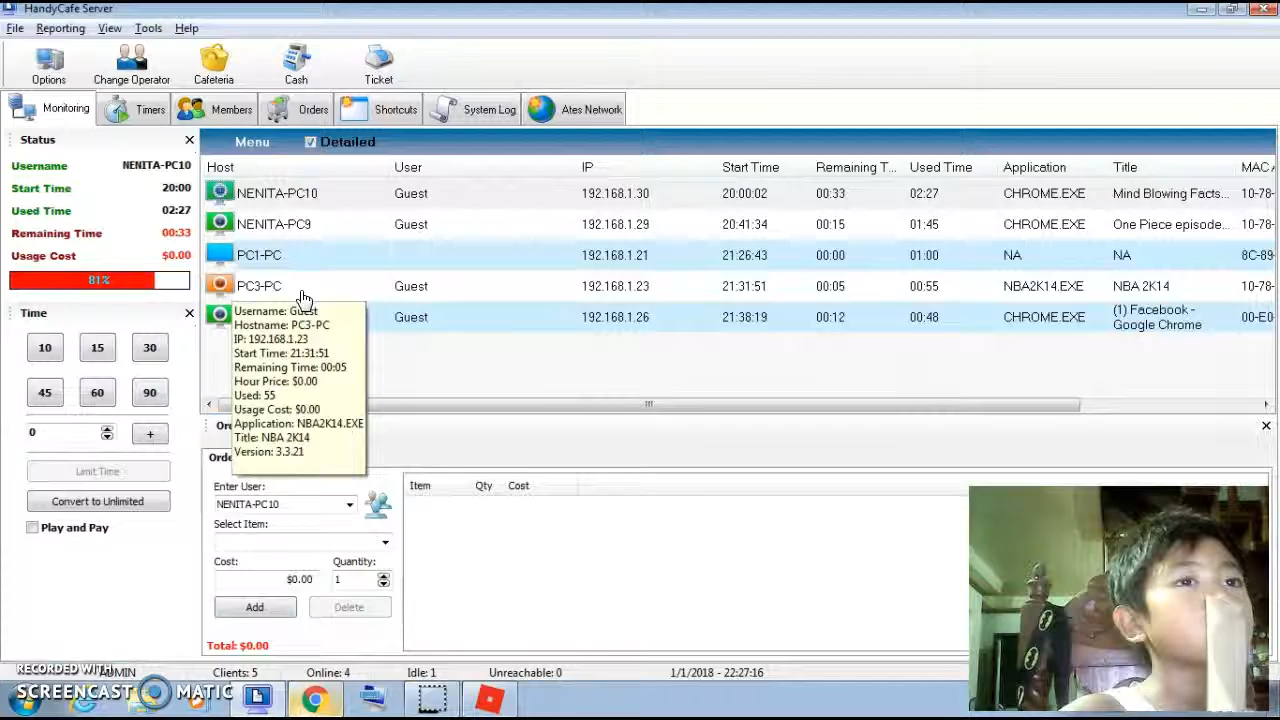 HandyCafe Server
File Reporting View Tools Help
Options Change Operator Cafeteria Cash Ticket
Monitoring Timers Members Orders Shortcuts System Log Ates Network
Status
Username NENITA-PC10
Start Time 20:00
Used Time 02:27
Remaining Time 00:33
Usage Cost $0.00
81%
Time
10 15 30
45 60 90
0 +
Limit Time
Convert to Unlimited
Play and Pay
Menu Detailed
Host User IP Start Time Remaining T... Used Time Application Title MAC
NENITA-PC10 Guest 192.168.1.30 20:00:02 00:33 02:27 CHROME.EXE Mind Blowing Facts... 10-78-
NENITA-PC9 Guest 192.168.1.29 20:41:34 00:15 01:45 CHROME.EXE One Piece episode... 10-78-
PC1-PC 192.168.1.21 21:26:43 00:00 01:00 NA NA 8C-89-
PC3-PC Guest 192.168.1.23 21:31:51 00:05 00:55 NBA2K14.EXE NBA 2K14 10-78-
Guest 192.168.1.26 21:38:19 00:12 00:48 CHROME.EXE (1) Facebook - 00-E0-
Google Chrome
Username: Guest
Hostname: PC3-PC
IP: 192.168.1.23
Start Time: 21:31:51
Remaining Time: 00:05
Hour Price: $0.00
Used: 55
Usage Cost: $0.00
Application: NBA2K14.EXE
Title: NBA 2K14
Version: 3.3.21
Enter User:
NENITA-PC10
Select Item:
Cost: Quantity:
$0.00 1
Add Delete
Total: $0.00
Item Qty Cost
ADMIN Clients: 5 Online: 4 Idle: 1 Unreachable: 0 1/1/2018 - 22:27:16
RECORDED WITH
SCREENCAST MATIC